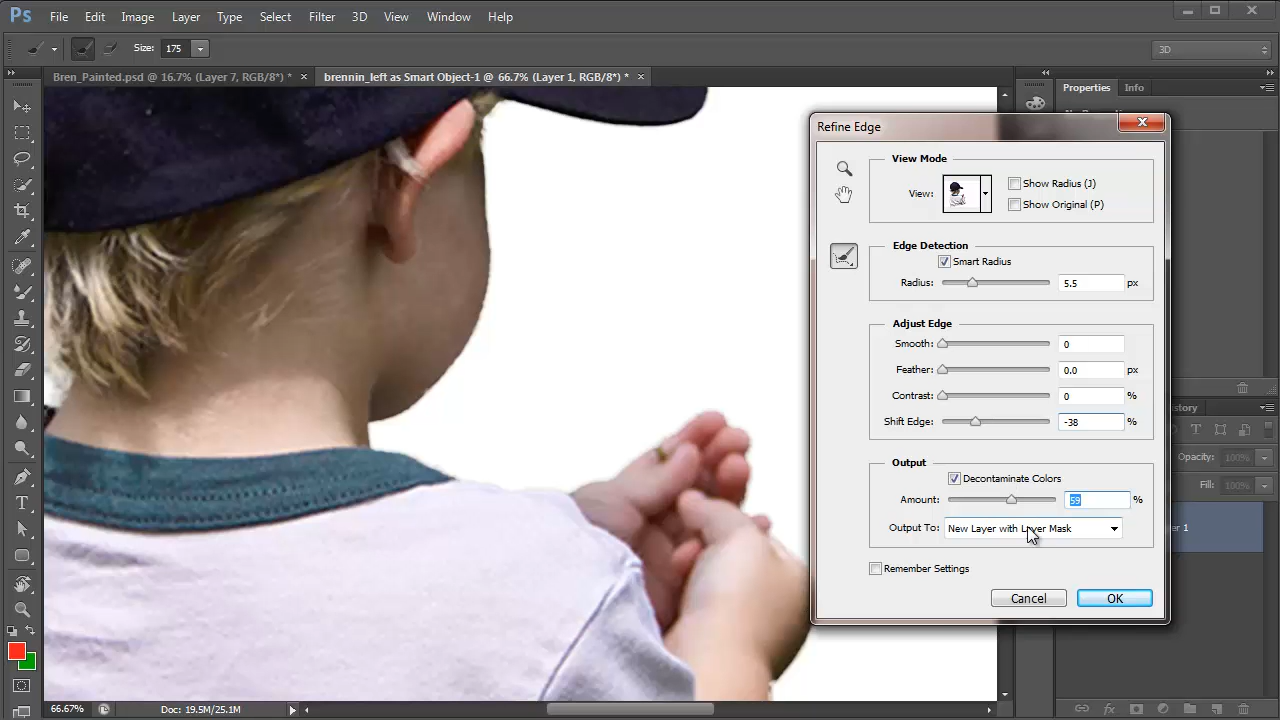 Ps File Edit Image Layer Type Select Filter 3D View Window Help
Size: 175 3D
Bren_Painted.psd @ 16.7% (Layer 7, RGB/8*) * × brennin_left as Smart Object-1 @ 66.7% (Layer 1, RGB/8*) * ×
Properties Info
Refine Edge
View Mode
View:
Show Radius (J)
Show Original (P)
Edge Detection
Smart Radius
Radius: 5.5 px
Adjust Edge
Smooth: 0
Feather: 0.0 px
Contrast: 0 %
Shift Edge: -38 %
Output
Decontaminate Colors
Amount: 59 %
Output To: New Layer with Layer Mask
Remember Settings
Cancel OK
story
Opacity: 100%
Fill: 100%
1
66.67% Doc: 19.5M/25.1M